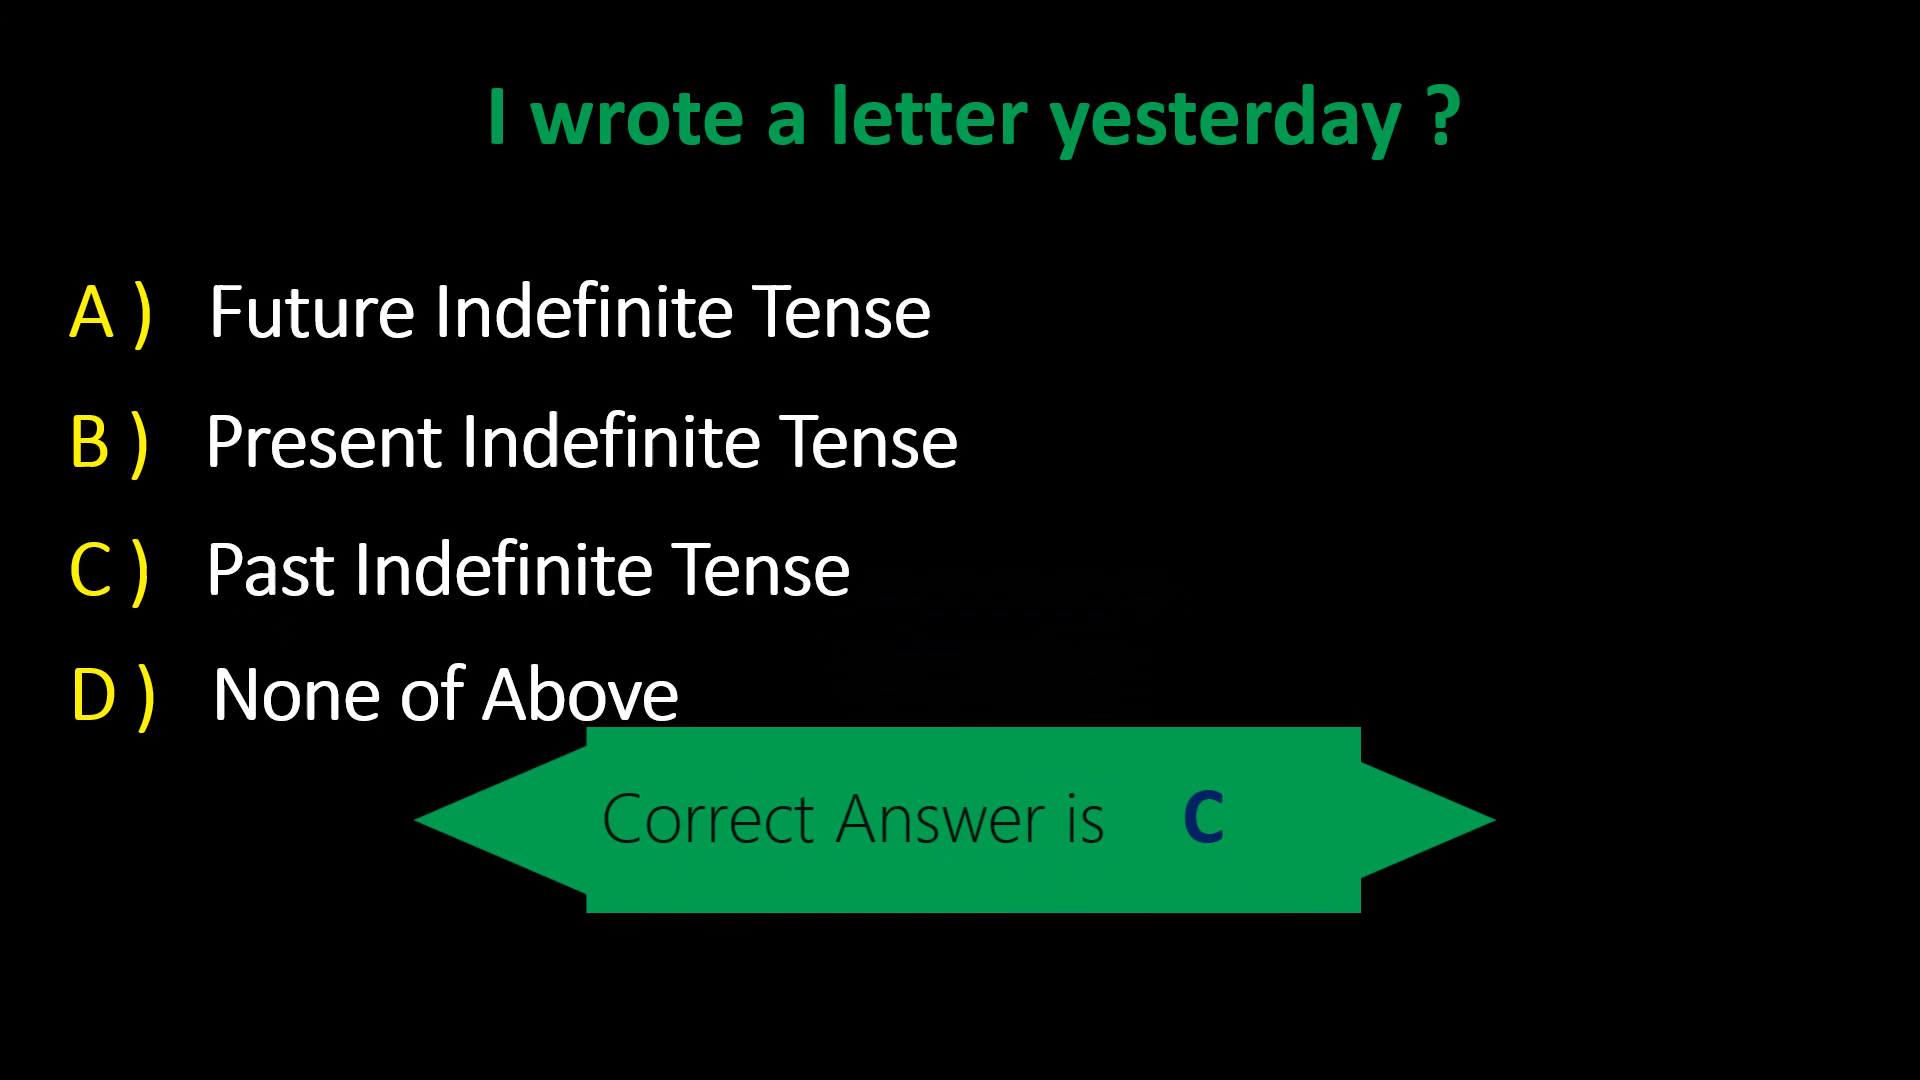 I wrote a letter yesterday ?
A ) Future Indefinite Tense
B ) Present Indefinite Tense
C ) Past Indefinite Tense
D ) None of Above
Correct Answer is C